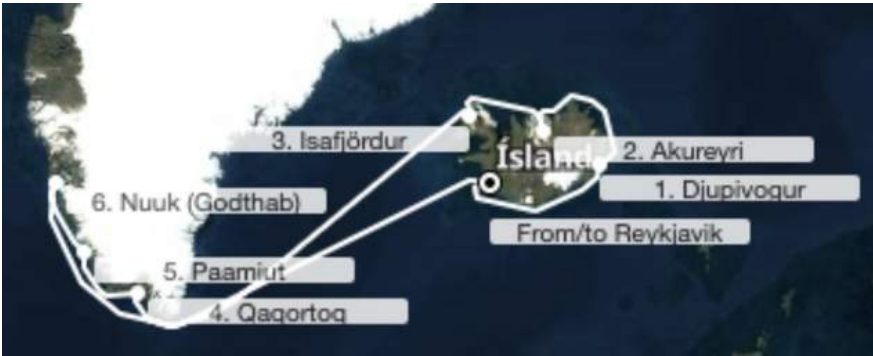 3. Isafjördur
Ísland
2. Akureyri
1. Djupivogur
6. Nuuk (Godthab)
From/to Reykjavik
5. Paamiut
4. Qaqortoq